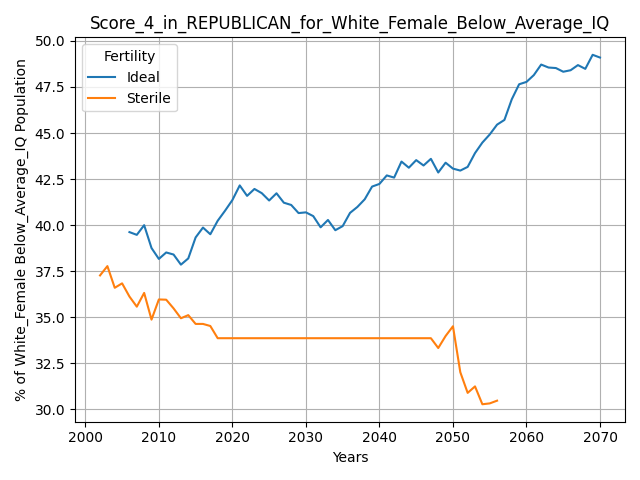 Score_4_in_REPUBLICAN_for_White_Female_Below_Average_IQ
Fertility
Ideal
Sterile
% of White_Female Below_Average_IQ Population
50.0
47.5
45.0
42.5
40.0
37.5
35.0
32.5
30.0
2000 2010 2020 2030 2040 2050 2060 2070
Years